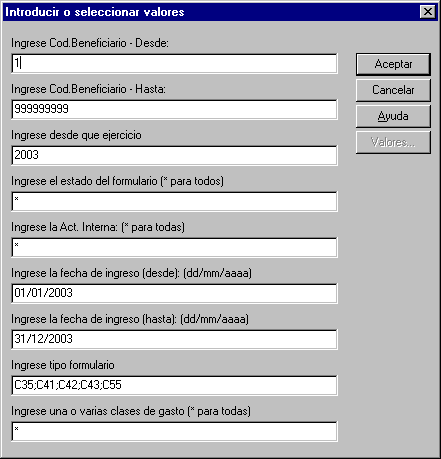 Introducir o seleccionar valores
Ingrese Cod.Beneficiario - Desde:
1
Aceptar
Ingrese Cod.Beneficiario - Hasta:
Cancelar
999999999
Ayuda
Ingrese desde que ejercicio
Valores...
2003
Ingrese el estado del formulario (* para todos)
*
Ingrese la Act. Interna: (* para todas)
*
Ingrese la fecha de ingreso (desde): (dd/mm/aaaa)
01/01/2003
Ingrese la fecha de ingreso (hasta): (dd/mm/aaaa)
31/12/2003
Ingrese tipo formulario
C35;C41;C42;C43;C55
Ingrese una o varias clases de gasto (* para todas)
*